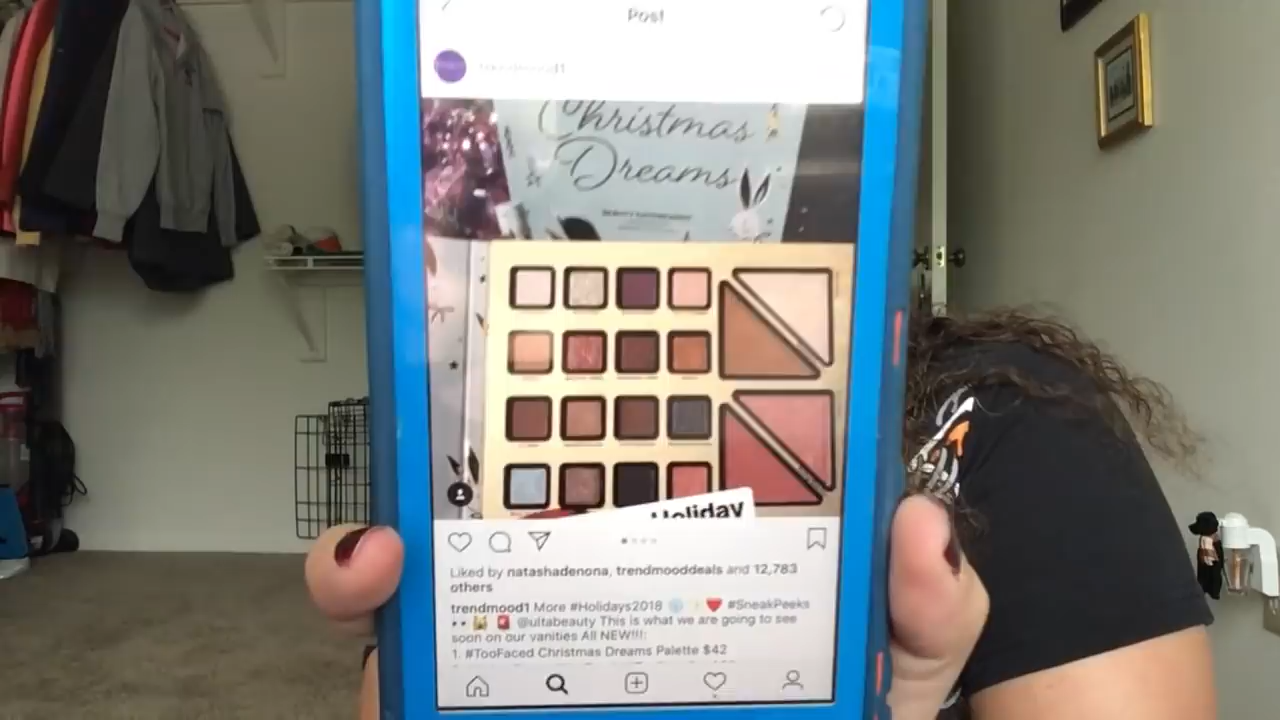 Post
Christmas
Dreams
Holiday
Liked by natashadenona, trendmooddeals and 12,783
others
trendmood1 More #Holidays2018 ❄️✨❤️ #SneakPeeks
👀 🙌 🚨 @ultabeauty This is what we are going to see
soon on our vanities All NEW!!!:
1. #TooFaced Christmas Dreams Palette $42